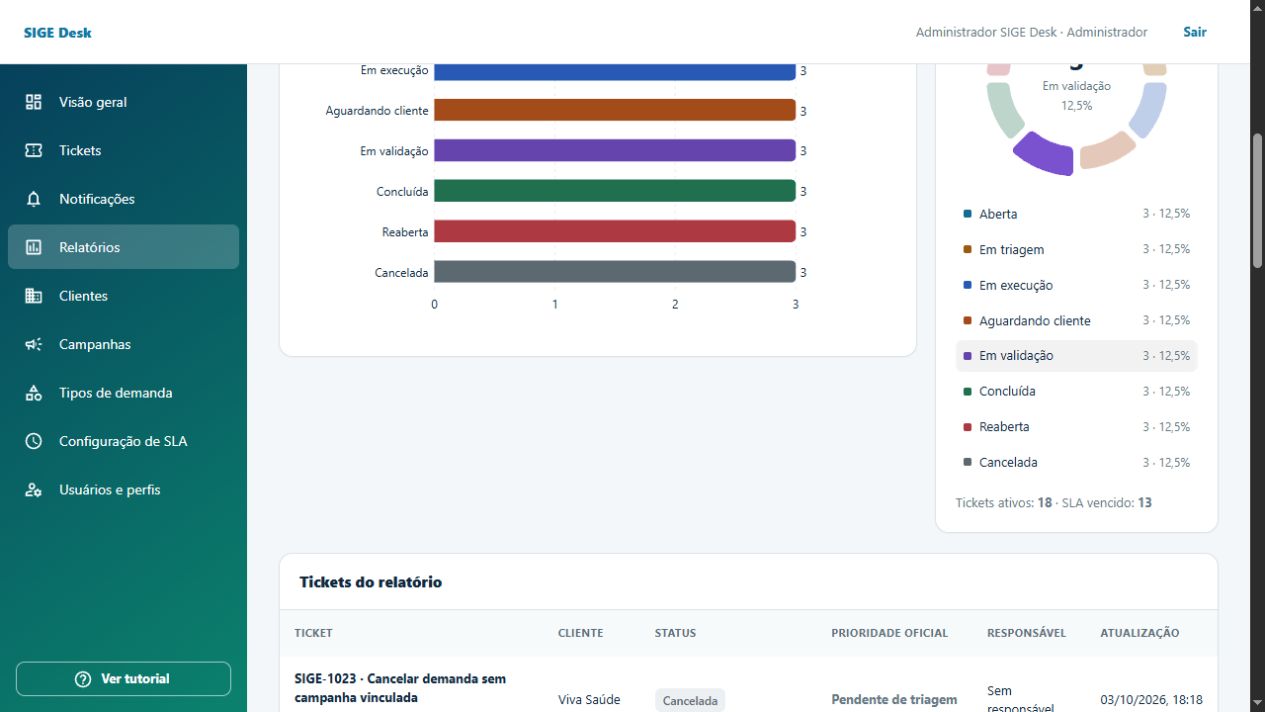 SIGE Desk
Administrador SIGE Desk · Administrador
Sair
Visão geral
Tickets
Notificações
Relatórios
Clientes
Campanhas
Tipos de demanda
Configuração de SLA
Usuários e perfis
Ver tutorial
Em execução 3
Aguardando cliente 3
Em validação 3
Concluída 3
Reaberta 3
Cancelada 3
0 1 2 3
Em validação
12,5%
Aberta 3 · 12,5%
Em triagem 3 · 12,5%
Em execução 3 · 12,5%
Aguardando cliente 3 · 12,5%
Em validação 3 · 12,5%
Concluída 3 · 12,5%
Reaberta 3 · 12,5%
Cancelada 3 · 12,5%
Tickets ativos: 18 · SLA vencido: 13
Tickets do relatório
TICKET CLIENTE STATUS PRIORIDADE OFICIAL RESPONSÁVEL ATUALIZAÇÃO
SIGE-1023 · Cancelar demanda sem
campanha vinculada
Viva Saúde
Cancelada
Pendente de triagem
Sem
responsável
03/10/2026, 18:18